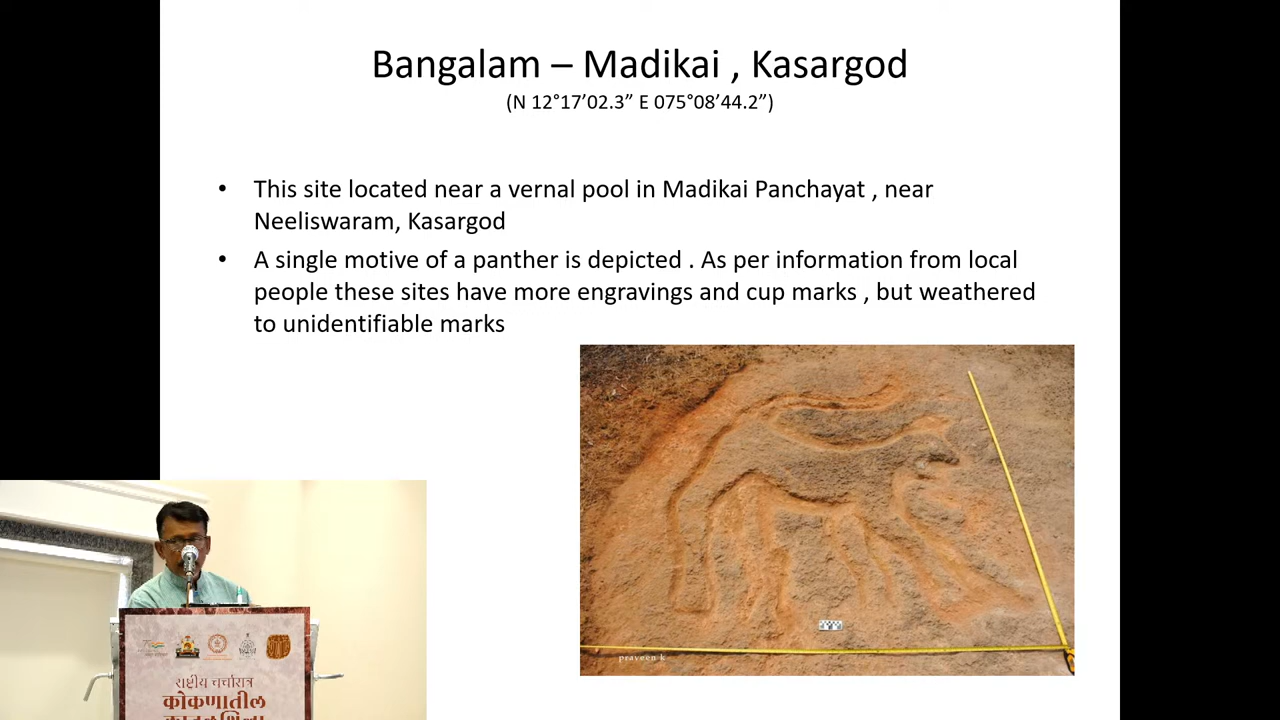 Bangalam – Madikai , Kasargod
(N 12°17’02.3” E 075°08’44.2”)
• This site located near a vernal pool in Madikai Panchayat , near
Neeliswaram, Kasargod
• A single motive of a panther is depicted . As per information from local
people these sites have more engravings and cup marks , but weathered
to unidentifiable marks
praveen k
राष्ट्रीय चर्चासत्र
कोकणातील